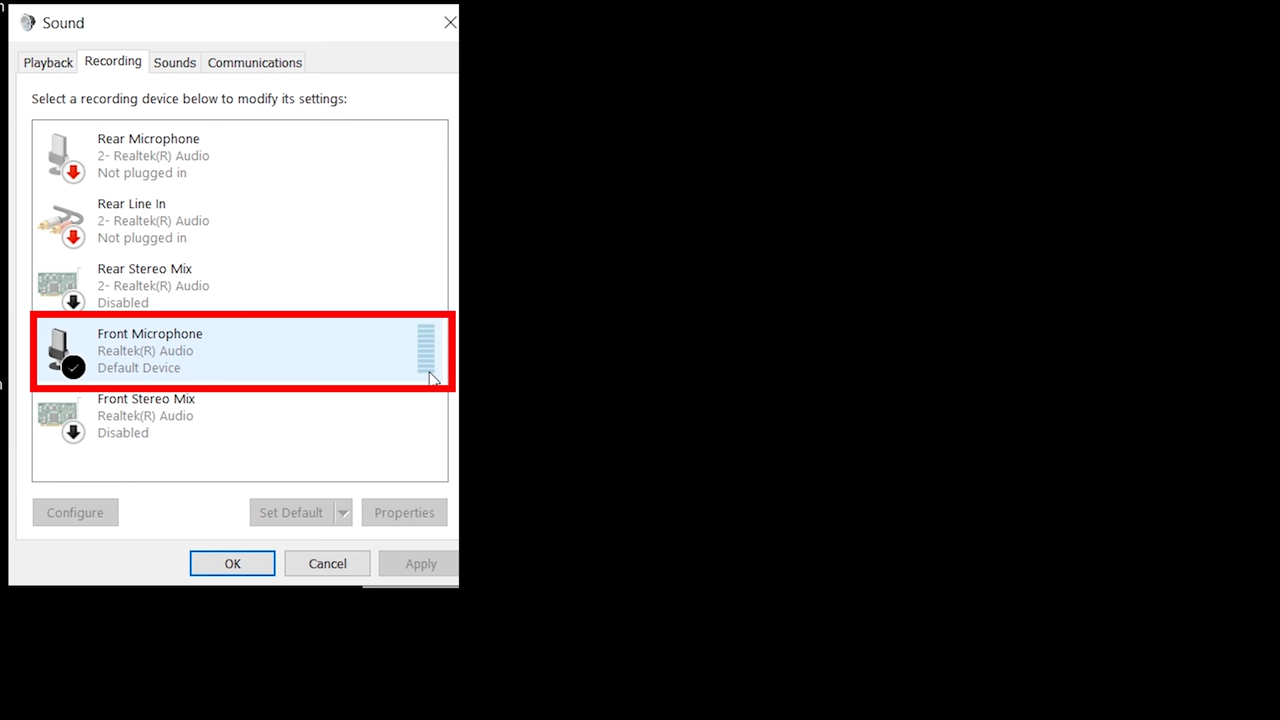 n
Sound
Playback Recording Sounds Communications
Select a recording device below to modify its settings:
Rear Microphone
2- Realtek(R) Audio
Not plugged in
Rear Line In
2- Realtek(R) Audio
Not plugged in
Rear Stereo Mix
2- Realtek(R) Audio
Disabled
Front Microphone
Realtek(R) Audio
Default Device
n
Front Stereo Mix
Realtek(R) Audio
Disabled
Configure Set Default Properties
OK Cancel Apply